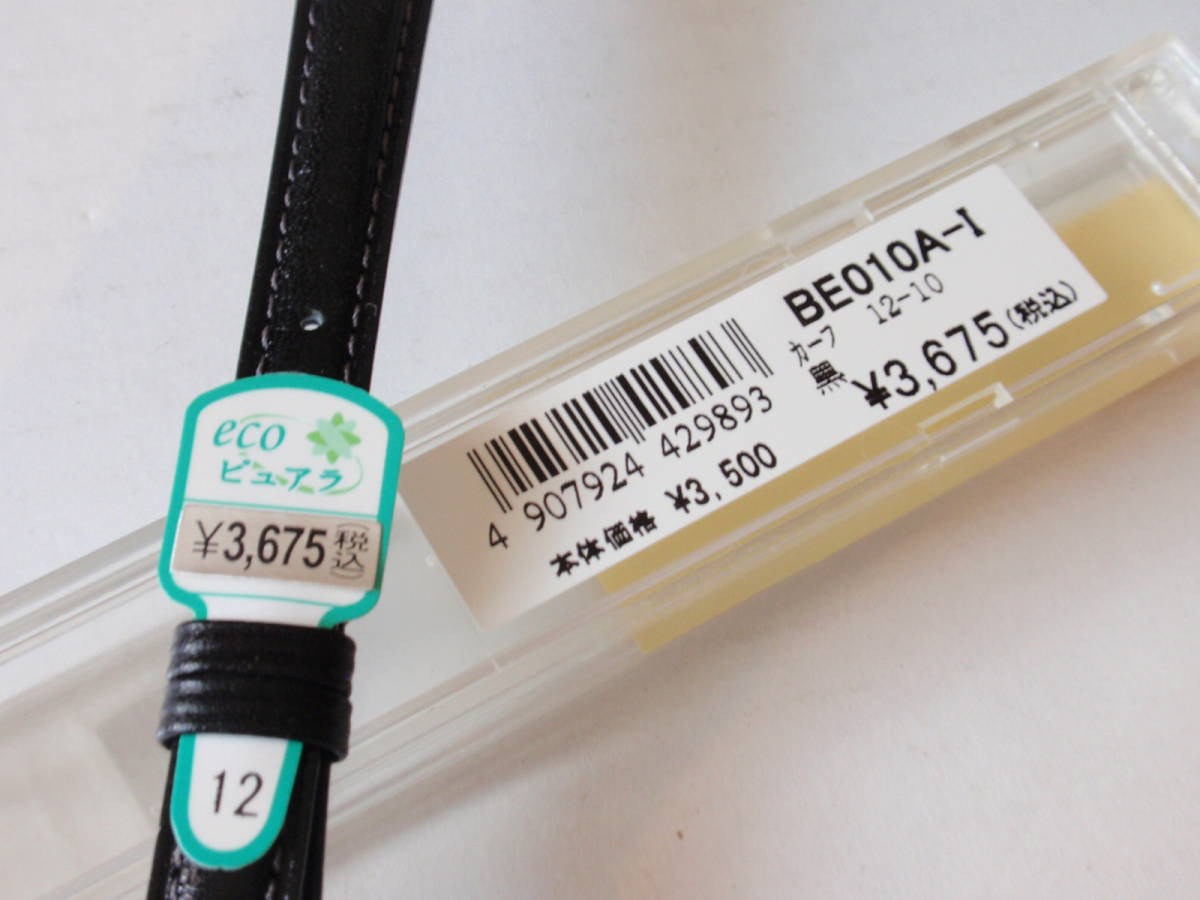 eco
ピュアラ
¥3,675(税込)
12
BE010A-I
カーフ 12-10
黒 ¥3,675(税込)
4 907924 429893
本体価格 ¥3,500